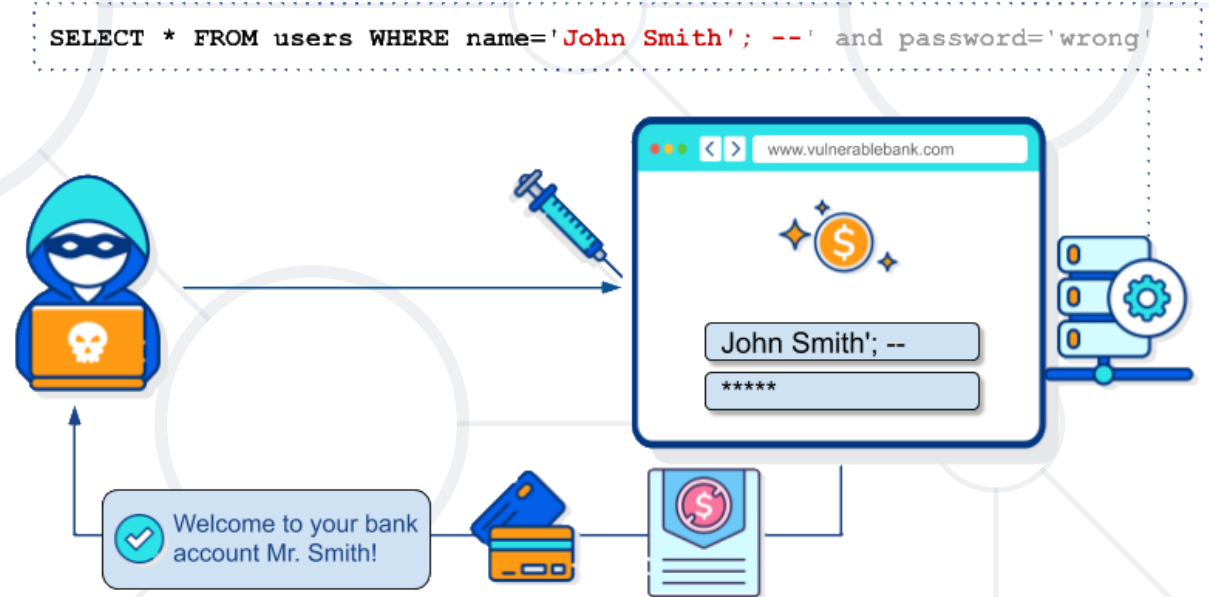 SELECT * FROM users WHERE name='John Smith'; --' and password='wrong'
www.vulnerablebank.com
$
John Smith'; --
*****
$
Welcome to your bank
account Mr. Smith!